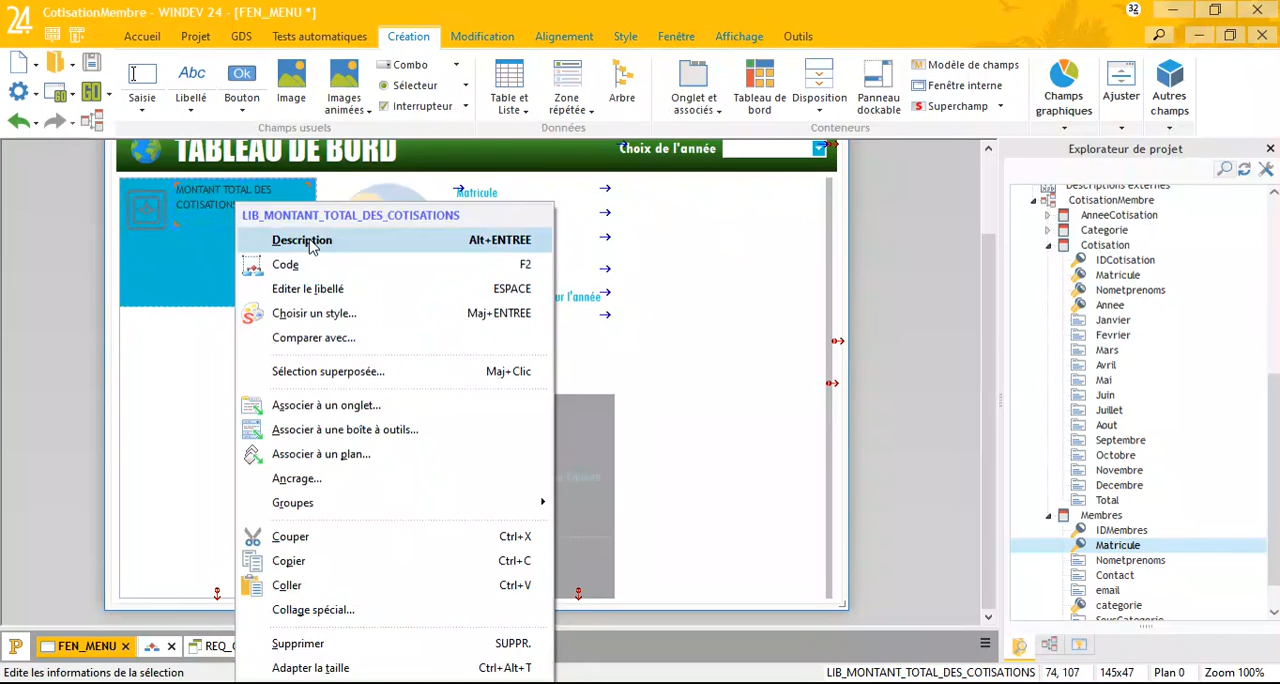 24 CotisationMembre - WINDEV 24 - [FEN_MENU *]
32
Accueil Projet GDS Tests automatiques Création Modification Alignement Style Fenêtre Affichage Outils
Saisie
Abc Libellé
Ok Bouton
Image
Images animées
Combo
Sélecteur
Interrupteur
Champs usuels
Table et Liste
Zone répétée
Arbre
Données
Onglet et associés
Tableau de bord
Disposition
Panneau dockable
Modèle de champs
Fenêtre interne
Superchamp
Conteneurs
Champs graphiques
Ajuster
Autres champs
TABLEAU DE BORD
Choix de l'année
MONTANT TOTAL DES
COTISATIONS
Matricule
ur l'année
LIB_MONTANT_TOTAL_DES_COTISATIONS
Description Alt+ENTREE
Code F2
Editer le libellé ESPACE
Choisir un style... Maj+ENTREE
Comparer avec...
Sélection superposée... Maj+Clic
Associer à un onglet...
Associer à une boîte à outils...
Associer à un plan...
Ancrage...
Groupes
Couper Ctrl+X
Copier Ctrl+C
Coller Ctrl+V
Collage spécial...
Supprimer SUPPR.
Adapter la taille Ctrl+Alt+T
Explorateur de projet
Descriptions externes
CotisationMembre
AnneeCotisation
Categorie
Cotisation
IDCotisation
Matricule
Nometprenoms
Annee
Janvier
Fevrier
Mars
Avril
Mai
Juin
Juillet
Aout
Septembre
Octobre
Novembre
Decembre
Total
Membres
IDMembres
Matricule
Nometprenoms
Contact
email
categorie
SousCategorie
FEN_MENU
REQ_
Edite les informations de la sélection
LIB_MONTANT_TOTAL_DES_COTISATIONS 74, 107 145x47 Plan 0 Zoom 100%